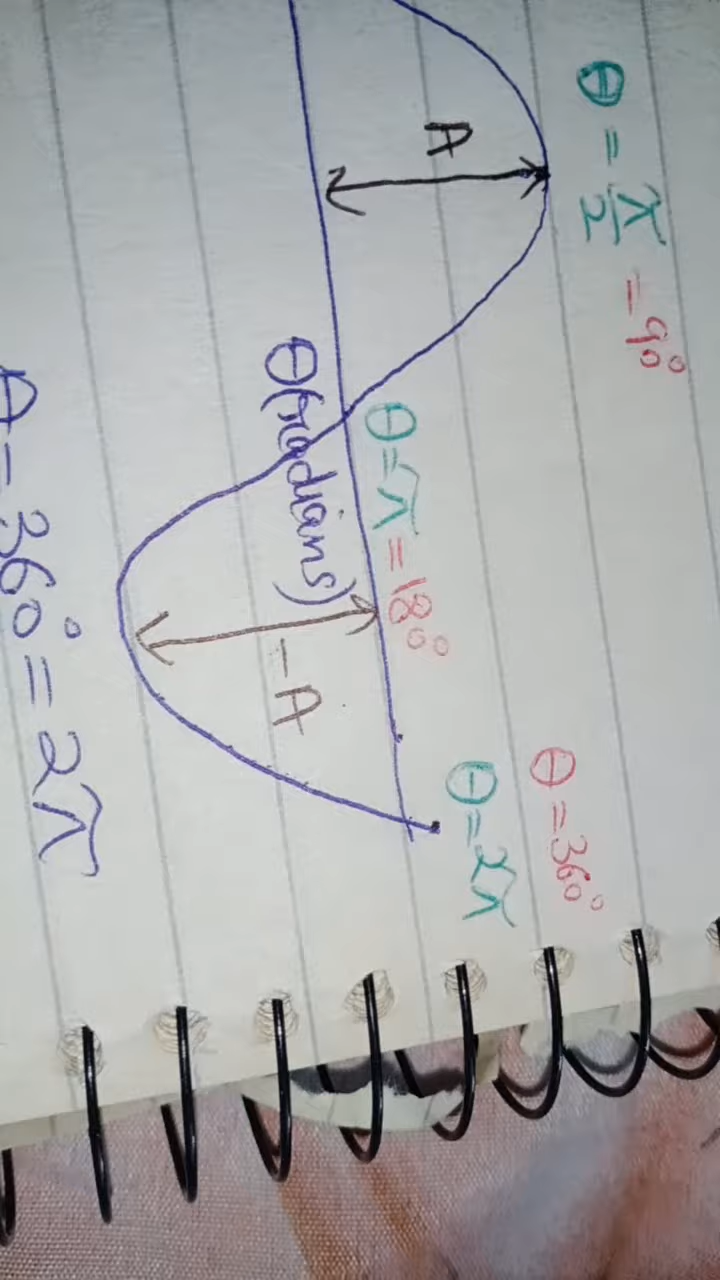 θ = π/2 = 90°
A
θ = π = 180°
θ = 360°
θ = 2π
θ(radians)
-A
θ = 360° = 2π